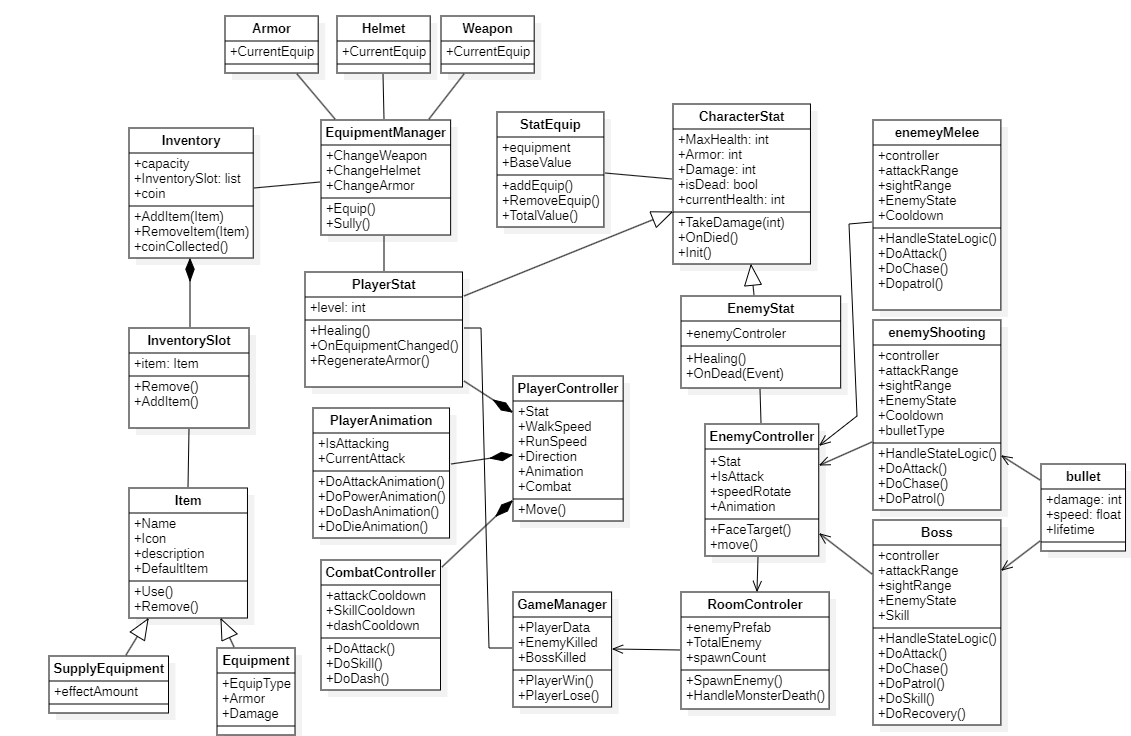 Armor
+CurrentEquip
Helmet
+CurrentEquip
Weapon
+CurrentEquip
Inventory
+capacity
+InventorySlot: list
+coin
+AddItem(Item)
+RemoveItem(Item)
+coinCollected()
EquipmentManager
+ChangeWeapon
+ChangeHelmet
+ChangeArmor
+Equip()
+Sully()
StatEquip
+equipment
+BaseValue
+addEquip()
+RemoveEquip()
+TotalValue()
CharacterStat
+MaxHealth: int
+Armor: int
+Damage: int
+isDead: bool
+currentHealth: int
+TakeDamage(int)
+OnDied()
+Init()
enemeyMelee
+controller
+attackRange
+sightRange
+EnemyState
+Cooldown
+HandleStateLogic()
+DoAttack()
+DoChase()
+Dopatrol()
PlayerStat
+level: int
+Healing()
+OnEquipmentChanged()
+RegenerateArmor()
EnemyStat
+enemyControler
+Healing()
+OnDead(Event)
InventorySlot
+item: Item
+Remove()
+AddItem()
enemyShooting
+controller
+attackRange
+sightRange
+EnemyState
+Cooldown
+bulletType
+HandleStateLogic()
+DoAttack()
+DoChase()
+DoPatrol()
PlayerController
+Stat
+WalkSpeed
+RunSpeed
+Direction
+Animation
+Combat
+Move()
PlayerAnimation
+IsAttacking
+CurrentAttack
+DoAttackAnimation()
+DoPowerAnimation()
+DoDashAnimation()
+DoDieAnimation()
EnemyController
+Stat
+IsAttack
+speedRotate
+Animation
+FaceTarget()
+move()
bullet
+damage: int
+speed: float
+lifetime
Item
+Name
+Icon
+description
+DefaultItem
+Use()
+Remove()
Boss
+controller
+attackRange
+sightRange
+EnemyState
+Skill
+HandleStateLogic()
+DoAttack()
+DoChase()
+DoPatrol()
+DoSkill()
+DoRecovery()
CombatController
+attackCooldown
+SkillCooldown
+dashCooldown
+DoAttack()
+DoSkill()
+DoDash()
GameManager
+PlayerData
+EnemyKilled
+BossKilled
+PlayerWin()
+PlayerLose()
RoomControler
+enemyPrefab
+TotalEnemy
+spawnCount
+SpawnEnemy()
+HandleMonsterDeath()
SupplyEquipment
+effectAmount
Equipment
+EquipType
+Armor
+Damage